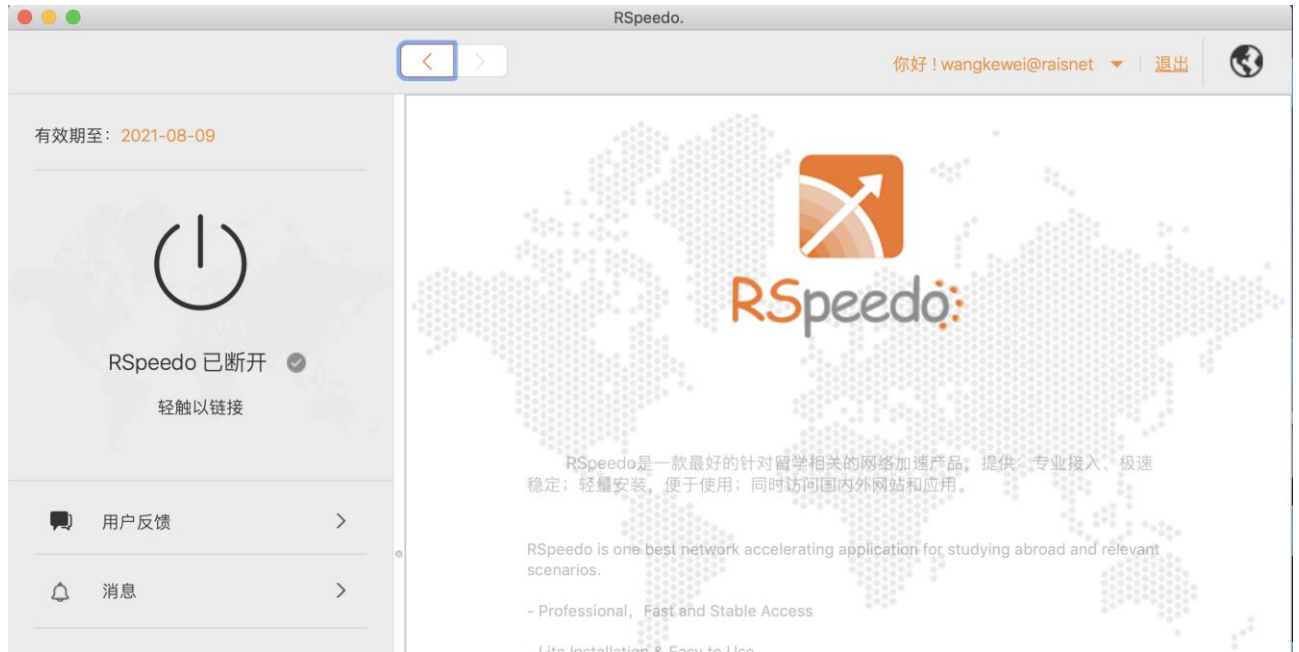 RSpeedo.
你好！wangkewei@raisnet
退出
有效期至：2021-08-09
RSpeedo 已断开
轻触以链接
用户反馈
消息
RSpeedo
RSpeedo是一款最好的针对留学相关的网络加速产品，提供：专业接入、极速
稳定；轻量安装，便于使用；同时访问国内外网站和应用。
RSpeedo is one best network accelerating application for studying abroad and relevant
scenarios.
- Professional，Fast and Stable Access
- Lite Installation & Easy to Use